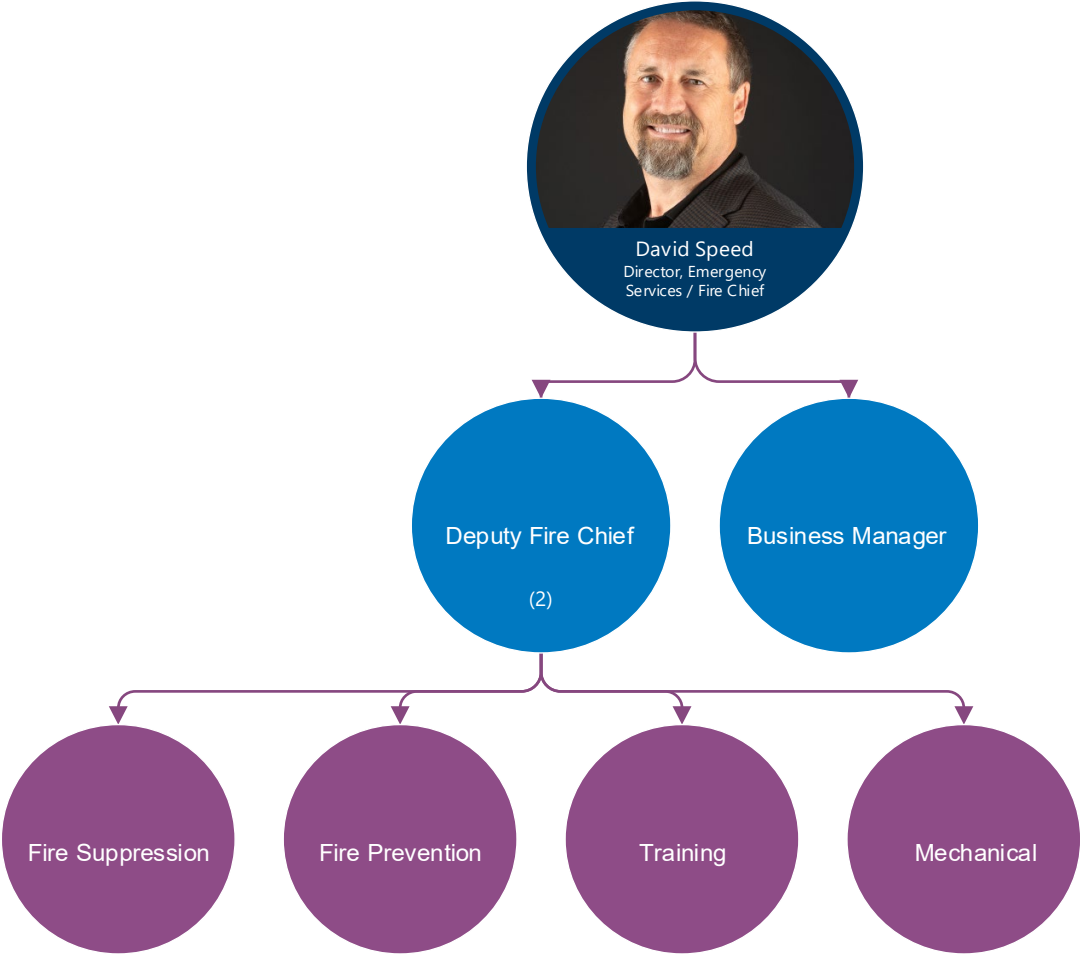 David Speed
Director, Emergency
Services / Fire Chief
Deputy Fire Chief
(2)
Business Manager
Fire Suppression
Fire Prevention
Training
Mechanical